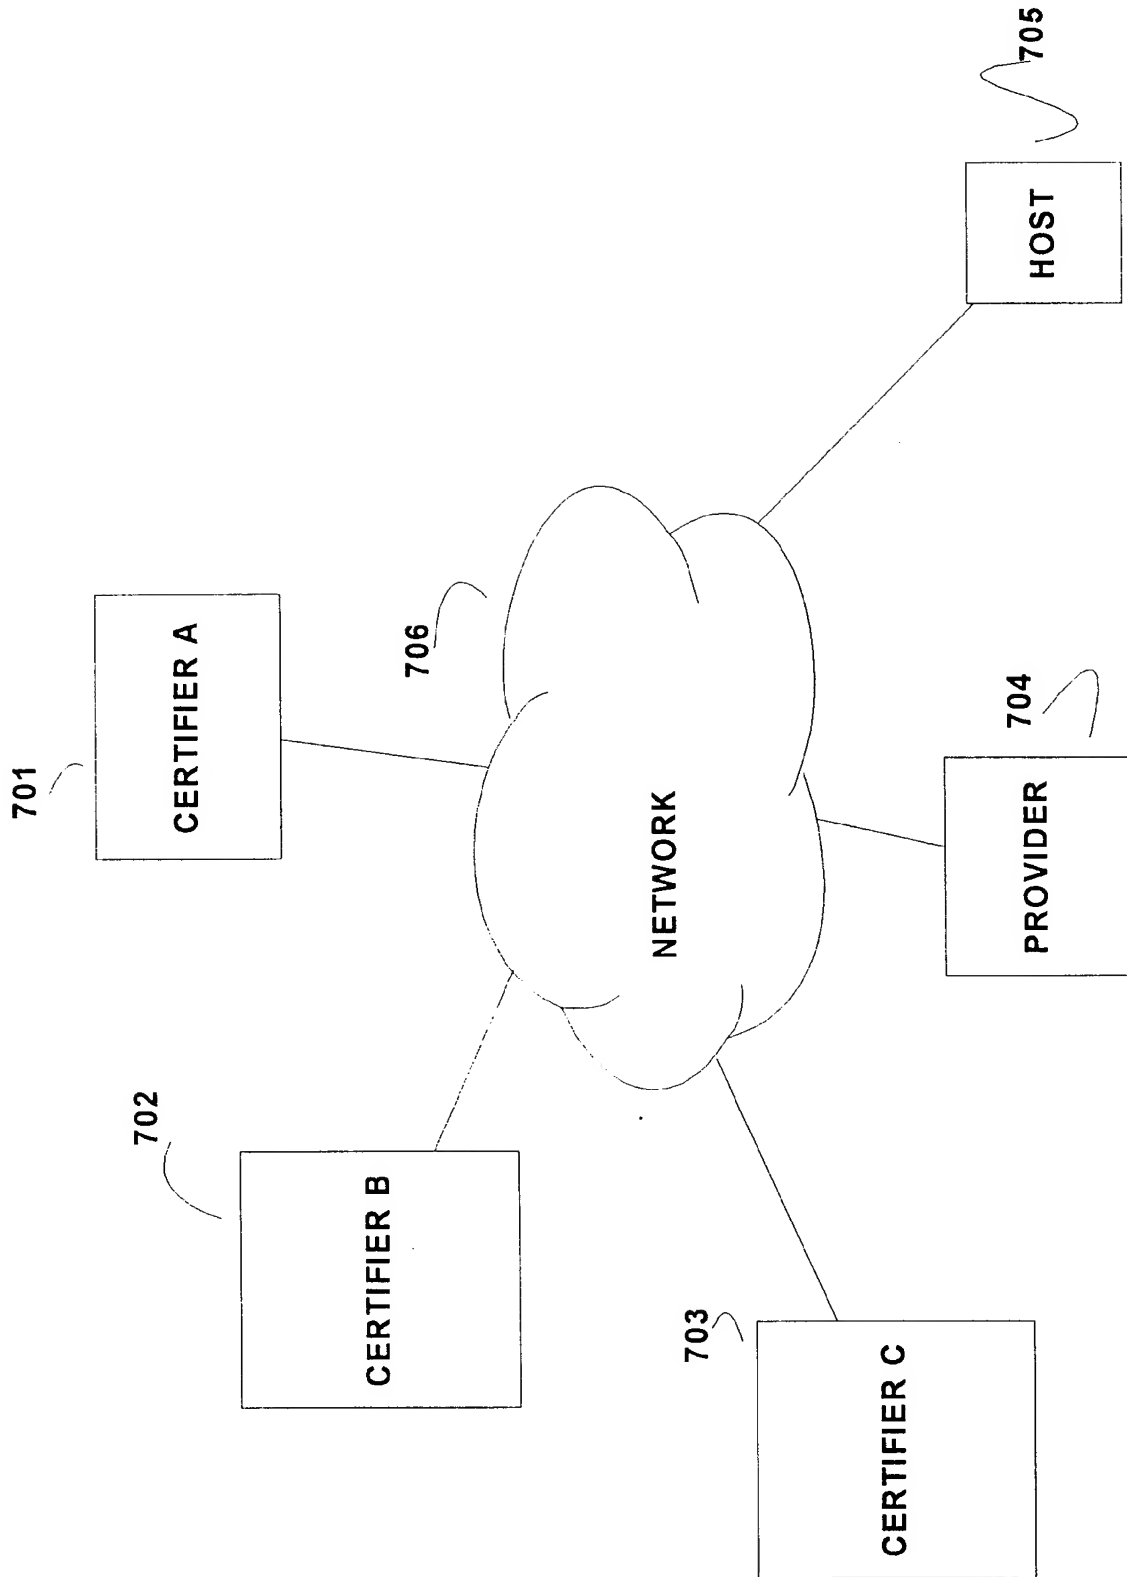 701
CERTIFIER A
702
CERTIFIER B
706
NETWORK
703
CERTIFIER C
704
PROVIDER
705
HOST